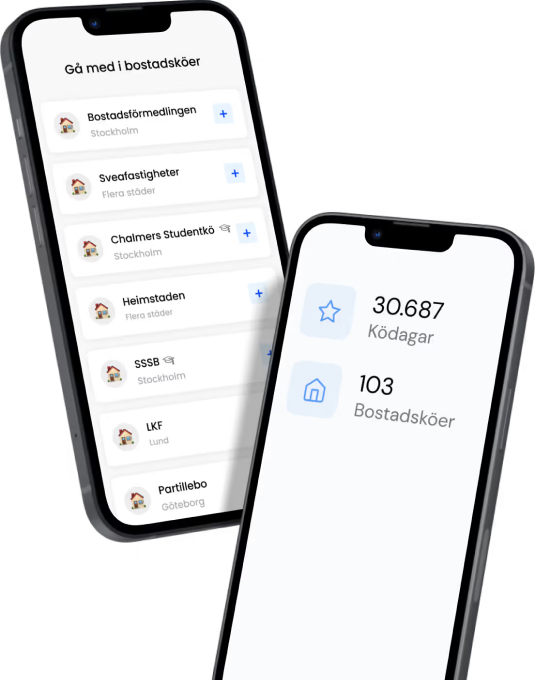 Gå med i bostadsköer
Bostadsförmedlingen
Stockholm
Sveafastigheter
Flera städer
Chalmers Studentkö
Stockholm
Heimstaden
Flera städer
SSSB
Stockholm
LKF
Lund
Partillebo
Göteborg
30.687
Ködagar
103
Bostadsköer